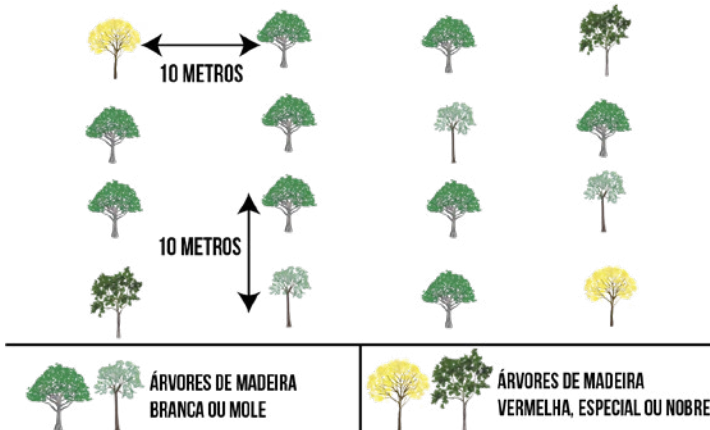 10 METROS
10 METROS
ÁRVORES DE MADEIRA
BRANCA OU MOLE
ÁRVORES DE MADEIRA
VERMELHA, ESPECIAL OU NOBRE